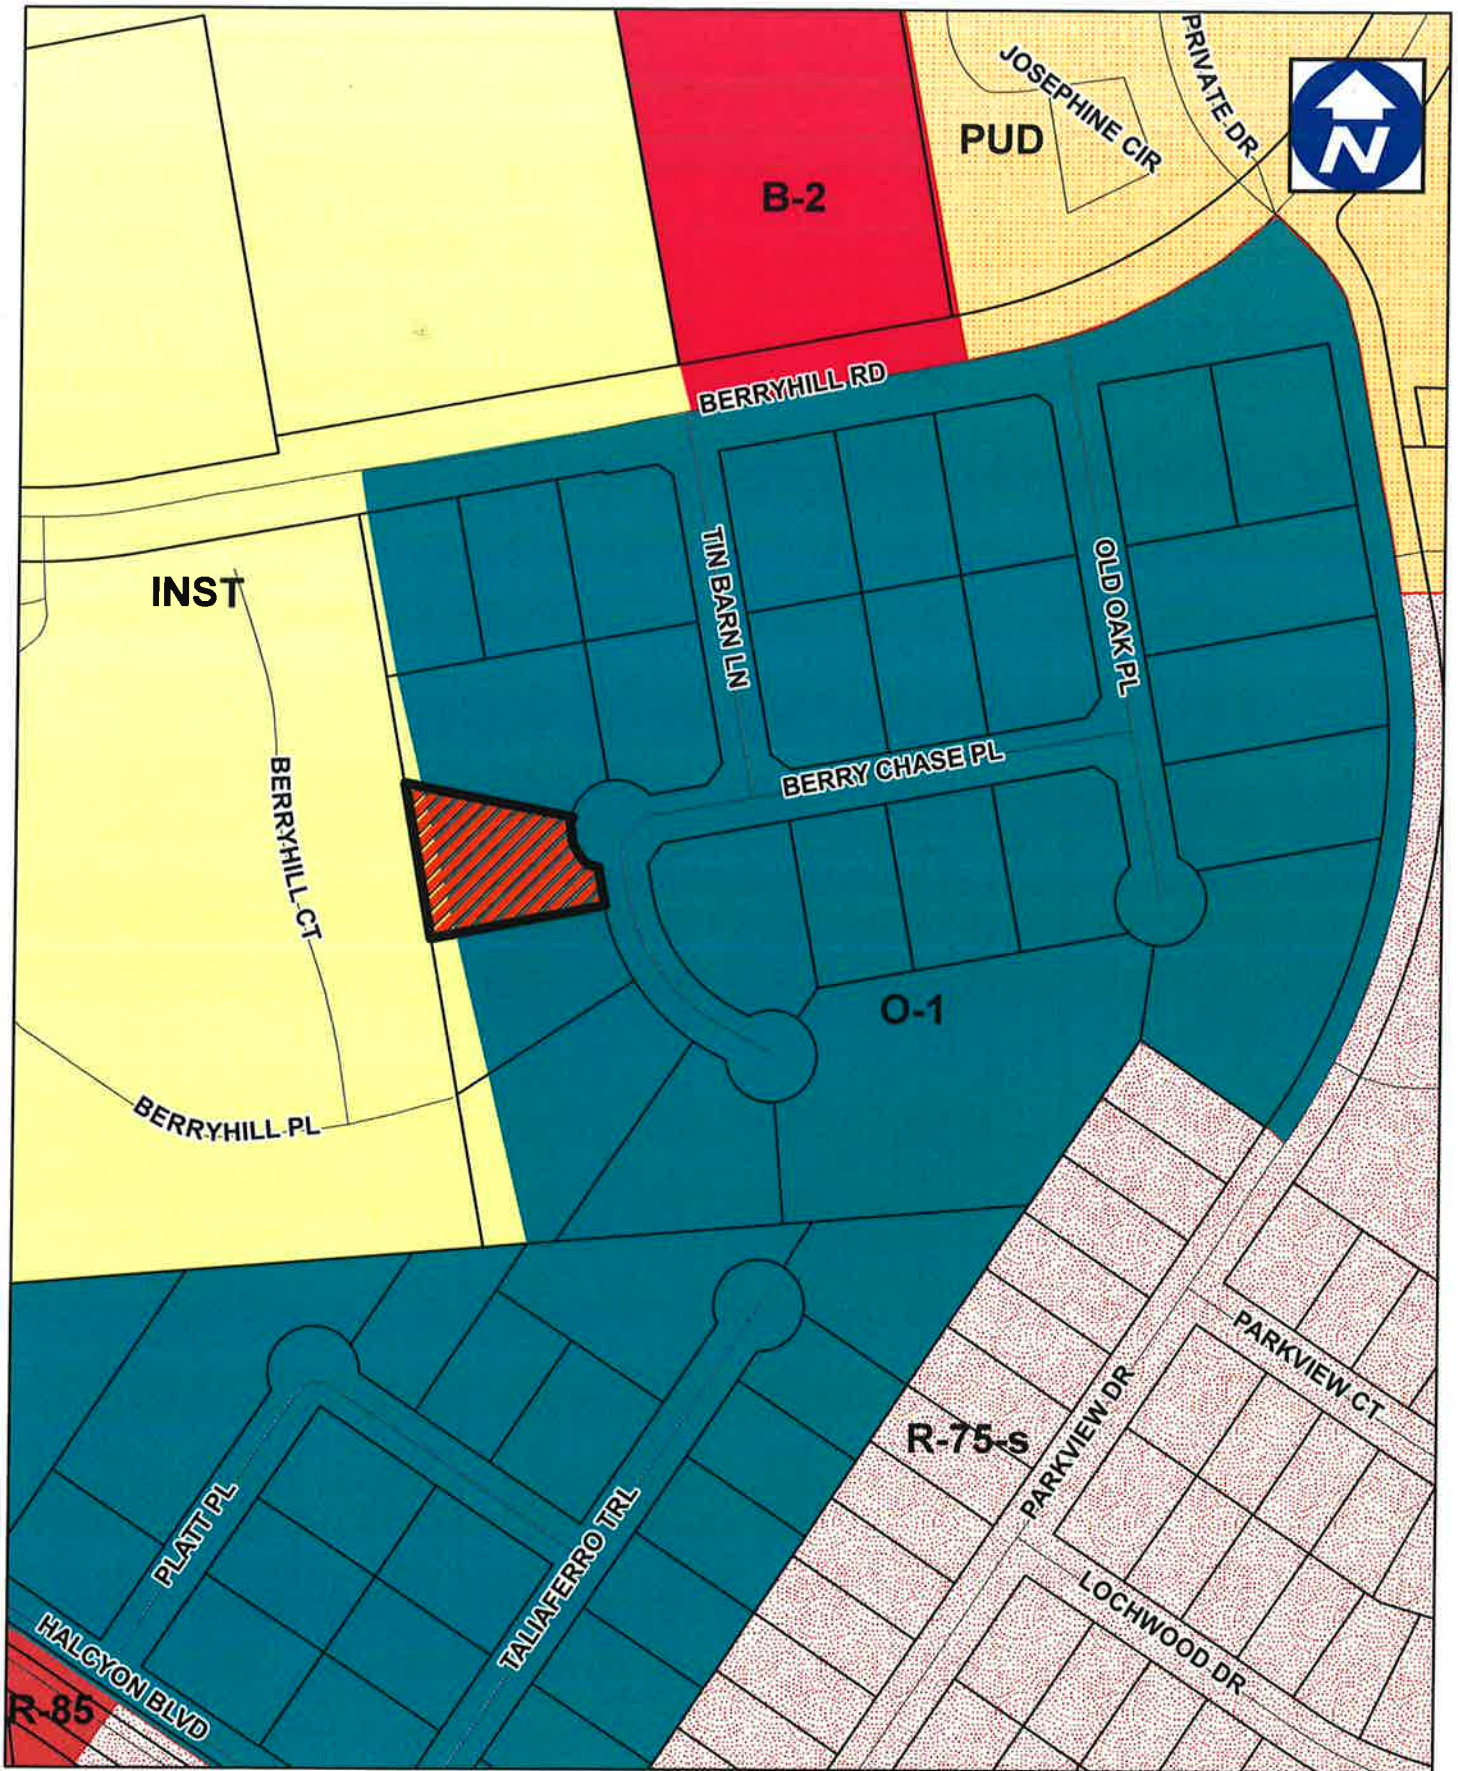 JOSEPHINE CIR
PRIVATE DR
PUD
N
B-2
BERRYHILL RD
INST
TIN BARN LN
OLD OAK PL
BERRY CHASE PL
BERRYHILL CT
O-1
BERRYHILL PL
PARKVIEW CT
PARKVIEW DR
R-75-s
PLATT PL
TALIAFERRO TRL
LOCHWOOD DR
HALCYON BLVD
R-85